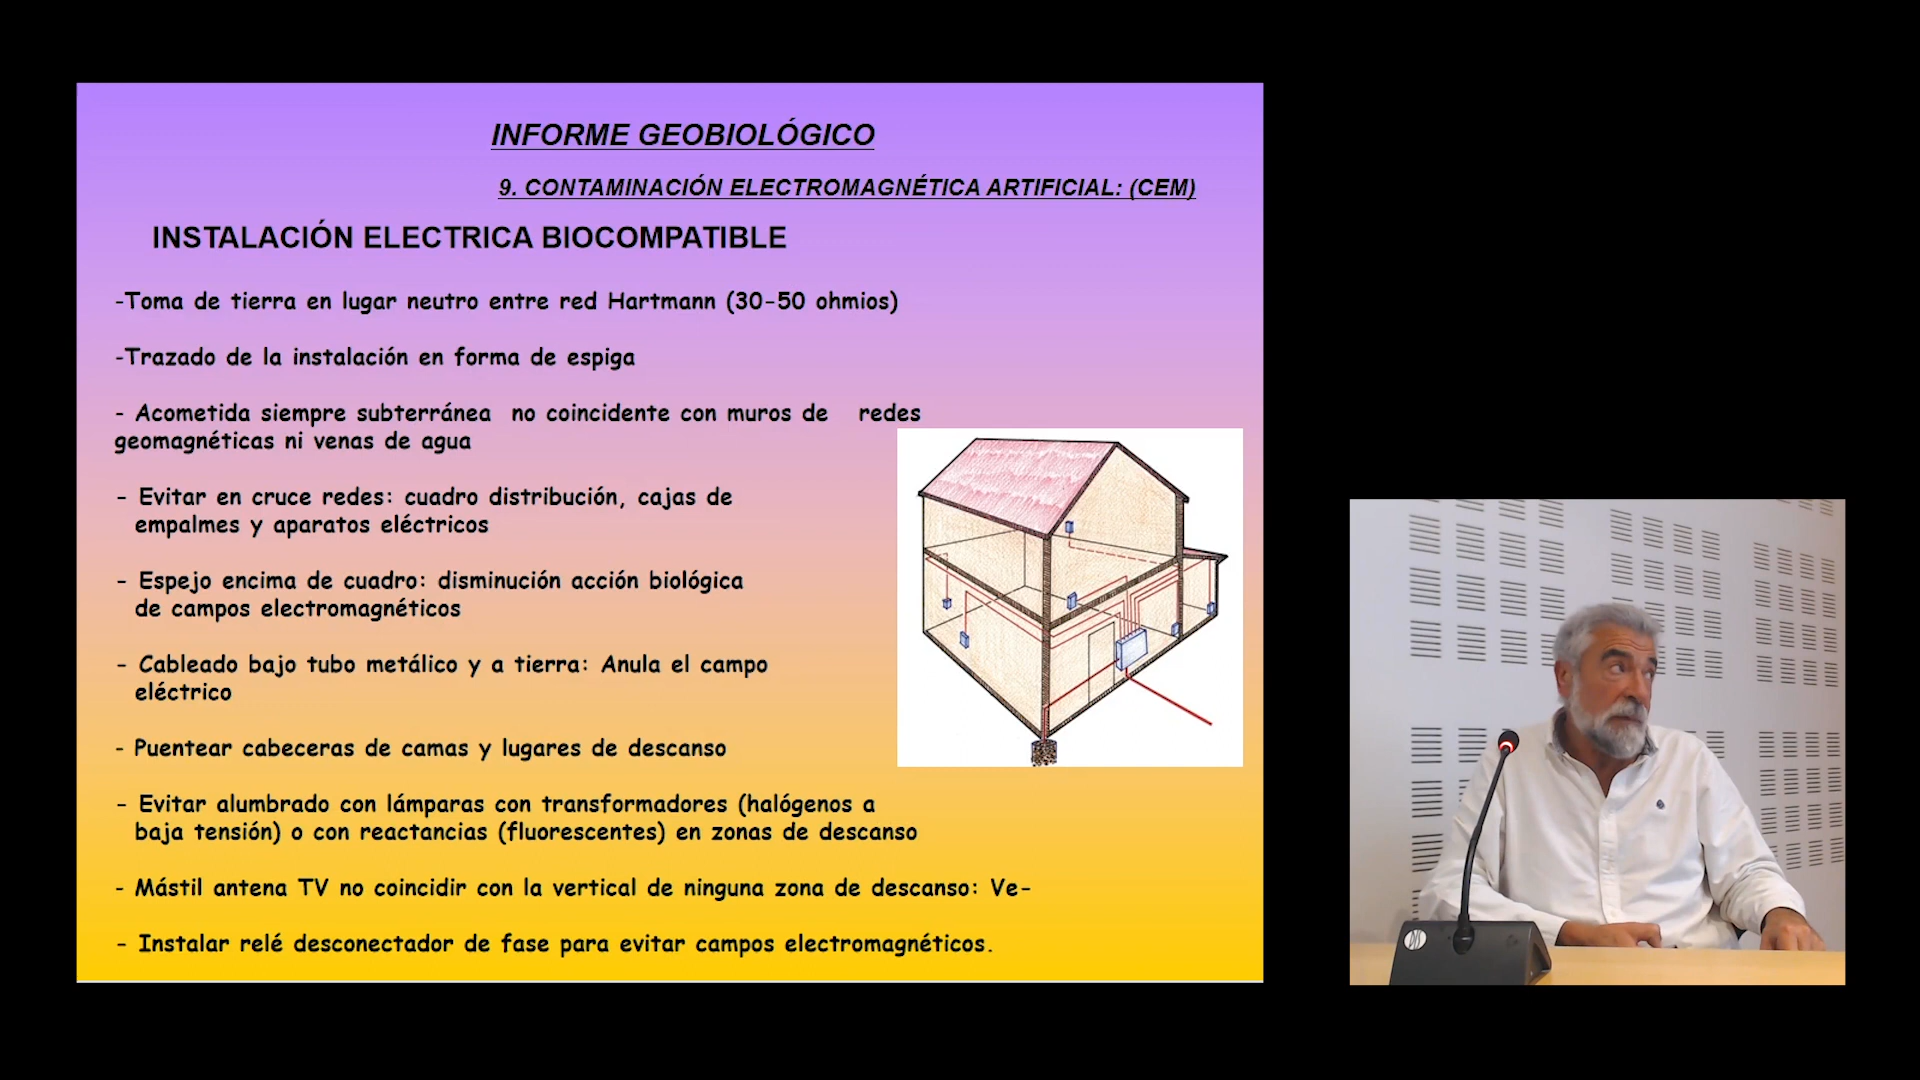 INFORME GEOBIOLÓGICO
9. CONTAMINACIÓN ELECTROMAGNÉTICA ARTIFICIAL: (CEM)
INSTALACIÓN ELECTRICA BIOCOMPATIBLE
-Toma de tierra en lugar neutro entre red Hartmann (30-50 ohmios)
-Trazado de la instalación en forma de espiga
- Acometida siempre subterránea no coincidente con muros de redes
geomagnéticas ni venas de agua
- Evitar en cruce redes: cuadro distribución, cajas de
empalmes y aparatos eléctricos
- Espejo encima de cuadro: disminución acción biológica
de campos electromagnéticos
- Cableado bajo tubo metálico y a tierra: Anula el campo
eléctrico
- Puentear cabeceras de camas y lugares de descanso
- Evitar alumbrado con lámparas con transformadores (halógenos a
baja tensión) o con reactancias (fluorescentes) en zonas de descanso
- Mástil antena TV no coincidir con la vertical de ninguna zona de descanso: Ve-
- Instalar relé desconectador de fase para evitar campos electromagnéticos.